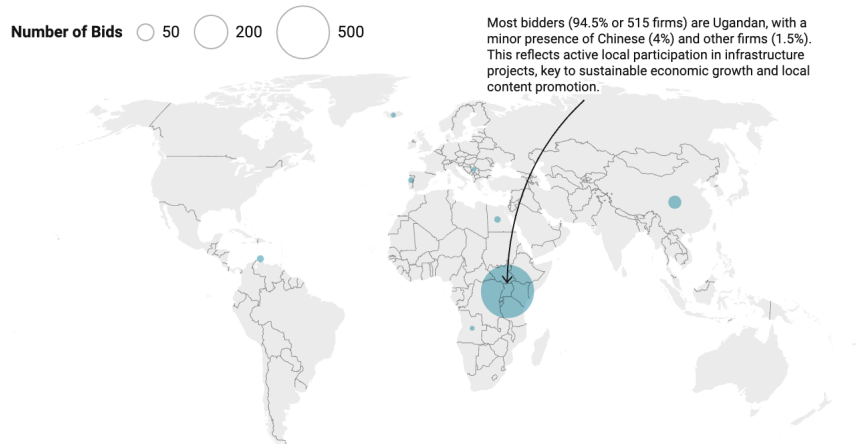 Number of Bids 50 200 500
Most bidders (94.5% or 515 firms) are Ugandan, with a
minor presence of Chinese (4%) and other firms (1.5%).
This reflects active local participation in infrastructure
projects, key to sustainable economic growth and local
content promotion.